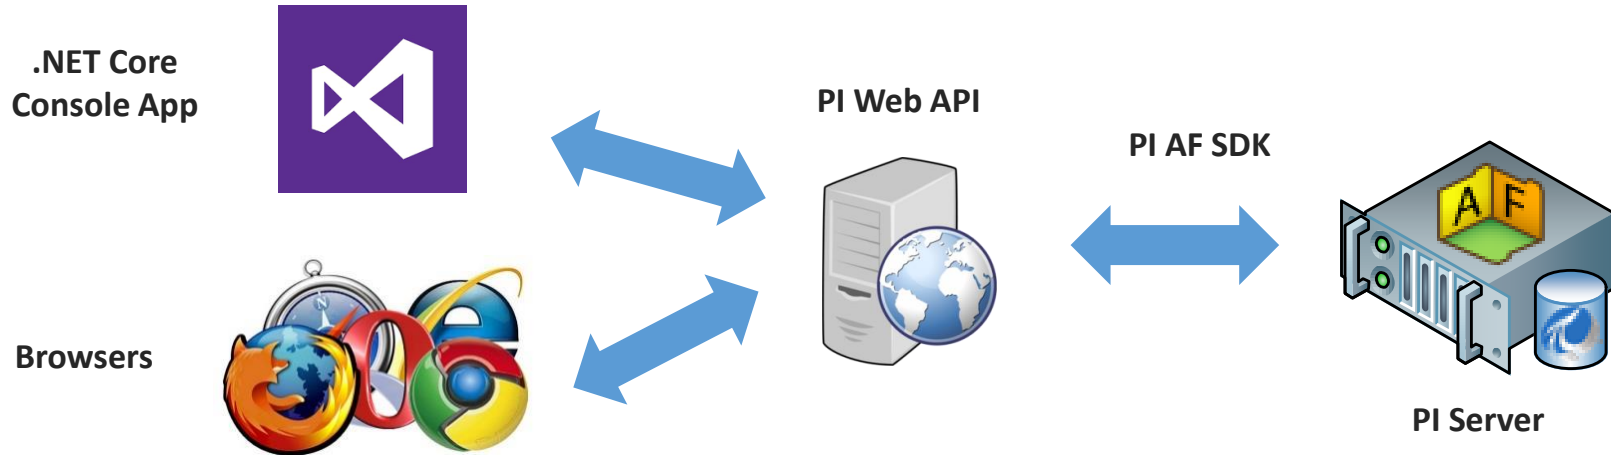 .NET Core
Console App
PI Web API
PI AF SDK
A F
N
Browsers
PI Server